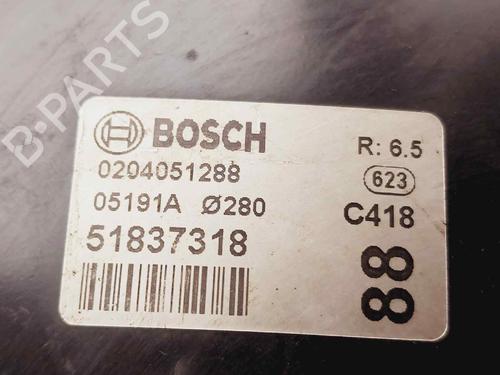 B-PARTS
BOSCH
R: 6.5
0204051288
623
05191A Ø280
C418
51837318
88